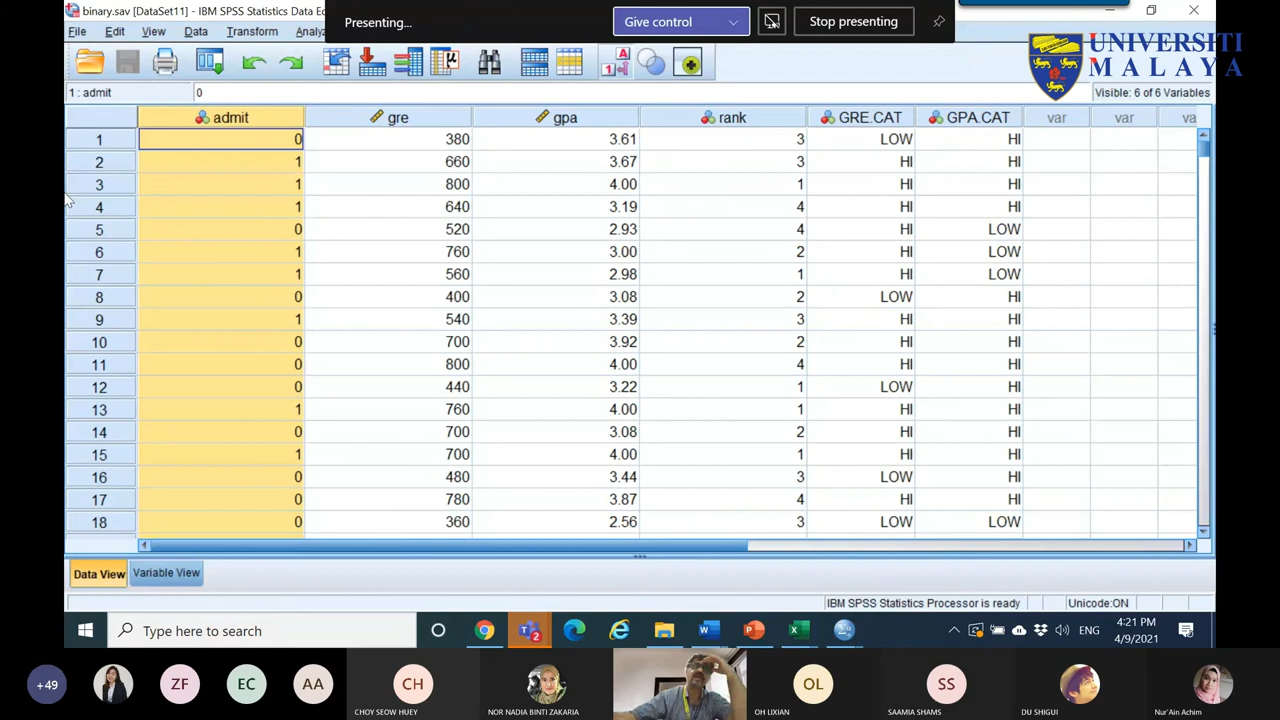 binary.sav [DataSet11] - IBM SPSS Statistics Data Ed
Presenting...
Give control
Stop presenting
File Edit View Data Transform Analyz
UNIVERSITI
MALAYA
1 : admit 0
Visible: 6 of 6 Variables
admit gre gpa rank GRE.CAT GPA.CAT var var va
1 0 380 3.61 3 LOW HI
2 1 660 3.67 3 HI HI
3 1 800 4.00 1 HI HI
4 1 640 3.19 4 HI HI
5 0 520 2.93 4 HI LOW
6 1 760 3.00 2 HI LOW
7 1 560 2.98 1 HI LOW
8 0 400 3.08 2 LOW HI
9 1 540 3.39 3 HI HI
10 0 700 3.92 2 HI HI
11 0 800 4.00 4 HI HI
12 0 440 3.22 1 LOW HI
13 1 760 4.00 1 HI HI
14 0 700 3.08 2 HI HI
15 1 700 4.00 1 HI HI
16 0 480 3.44 3 LOW HI
17 0 780 3.87 4 HI HI
18 0 360 2.56 3 LOW LOW
Data View Variable View
IBM SPSS Statistics Processor is ready
Unicode:ON
Type here to search
2
ENG
4:21 PM
4/9/2021
+49 ZF EC AA CH OL SS
CHOY SEOW HUEY NOR NADIA BINTI ZAKARIA OH LIXIAN SAAMIA SHAMS DU SHIGUI Nur'Ain Achim